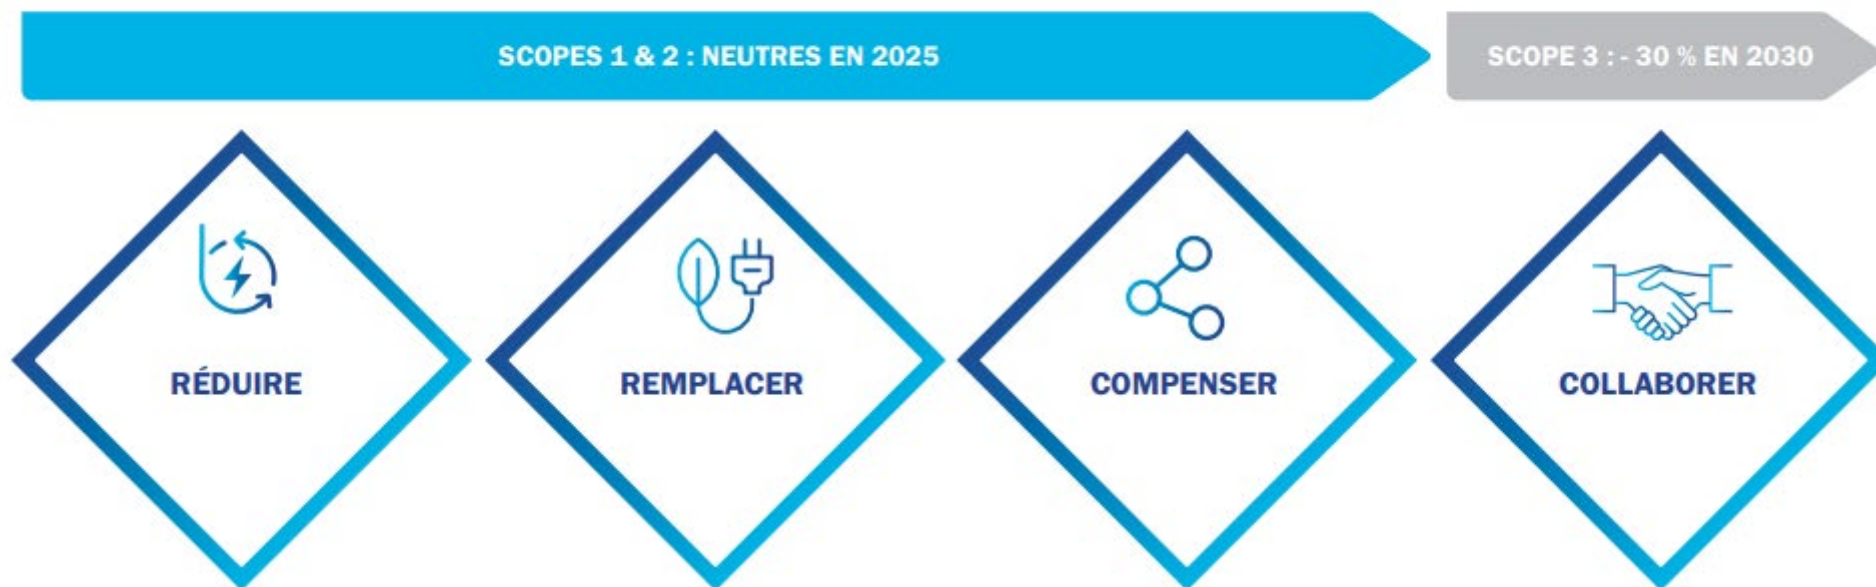 SCOPES 1 & 2 : NEUTRES EN 2025
SCOPE 3 : - 30 % EN 2030
RÉDUIRE
REMPLACER
COMPENSER
COLLABORER